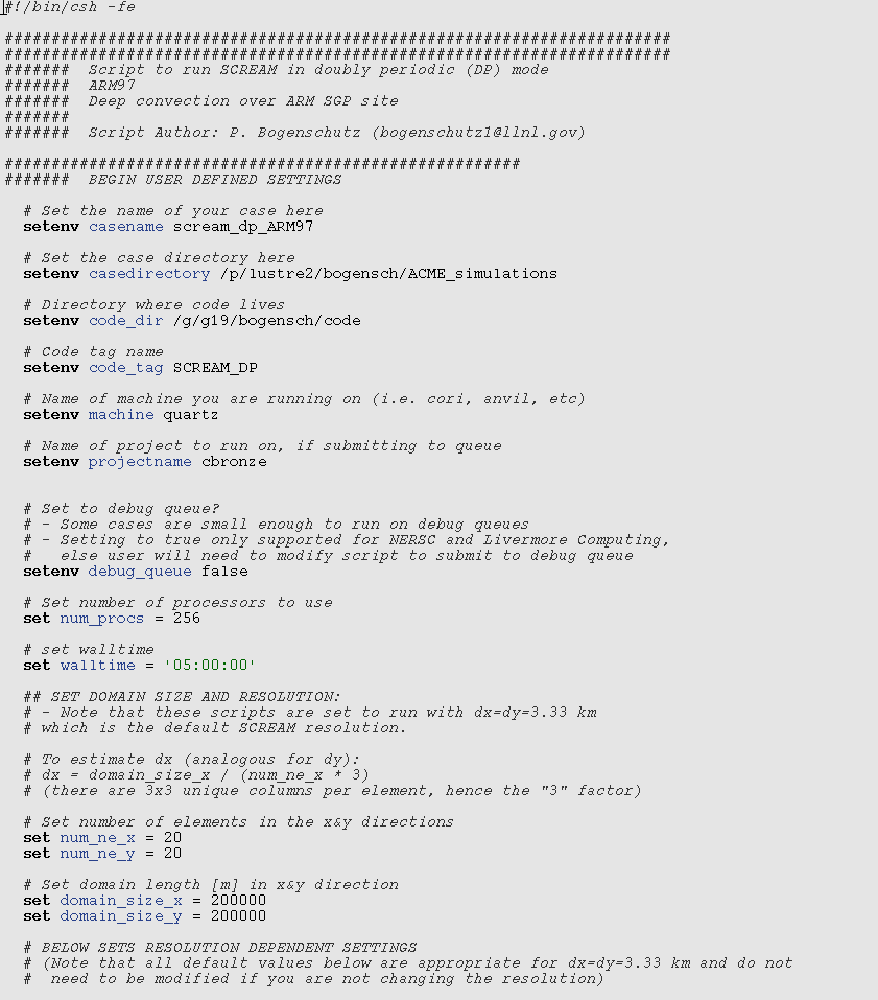 #!/bin/csh -fe
#######################################################################
#######################################################################
####### Script to run SCREAM in doubly periodic (DP) mode
####### ARM97
####### Deep convection over ARM SGP site
#######
####### Script Author: P. Bogenschutz (bogenschutz1@llnl.gov)
#######################################################
####### BEGIN USER DEFINED SETTINGS
# Set the name of your case here
setenv casename scream_dp_ARM97
# Set the case directory here
setenv casedirectory /p/lustre2/bogensch/ACME_simulations
# Directory where code lives
setenv code_dir /g/g19/bogensch/code
# Code tag name
setenv code_tag SCREAM_DP
# Name of machine you are running on (i.e. cori, anvil, etc)
setenv machine quartz
# Name of project to run on, if submitting to queue
setenv projectname cbronze
# Set to debug queue?
# - Some cases are small enough to run on debug queues
# - Setting to true only supported for NERSC and Livermore Computing,
#   else user will need to modify script to submit to debug queue
setenv debug_queue false
# Set number of processors to use
set num_procs = 256
# set walltime
set walltime = '05:00:00'
## SET DOMAIN SIZE AND RESOLUTION:
# - Note that these scripts are set to run with dx=dy=3.33 km
# which is the default SCREAM resolution.
# To estimate dx (analogous for dy):
# dx = domain_size_x / (num_ne_x * 3)
# (there are 3x3 unique columns per element, hence the "3" factor)
# Set number of elements in the x&y directions
set num_ne_x = 20
set num_ne_y = 20
# Set domain length [m] in x&y direction
set domain_size_x = 200000
set domain_size_y = 200000
# BELOW SETS RESOLUTION DEPENDENT SETTINGS
# (Note that all default values below are appropriate for dx=dy=3.33 km and do not
#  need to be modified if you are not changing the resolution)